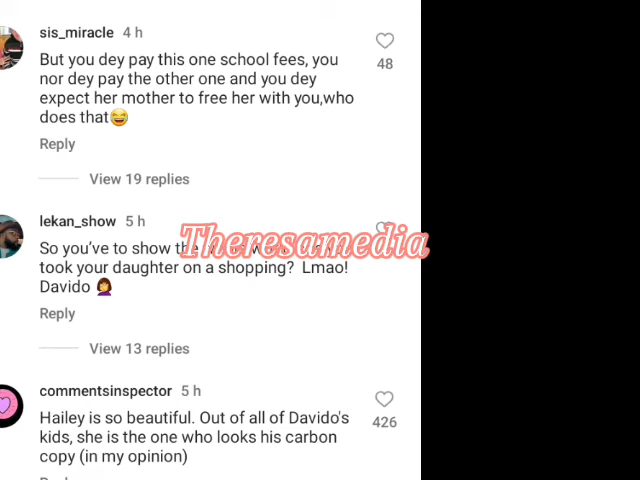 sis_miracle 4 h
But you dey pay this one school fees, you
nor dey pay the other one and you dey
expect her mother to free her with you,who
does that😂
48
Reply
View 19 replies
lekan_show 5 h
So you've to show the
took your daughter on a shopping? Lmao!
Davido 🤦‍♀️
Theresamedia
Reply
View 13 replies
commentsinspector 5 h
Hailey is so beautiful. Out of all of Davido's
kids, she is the one who looks his carbon
copy (in my opinion)
426